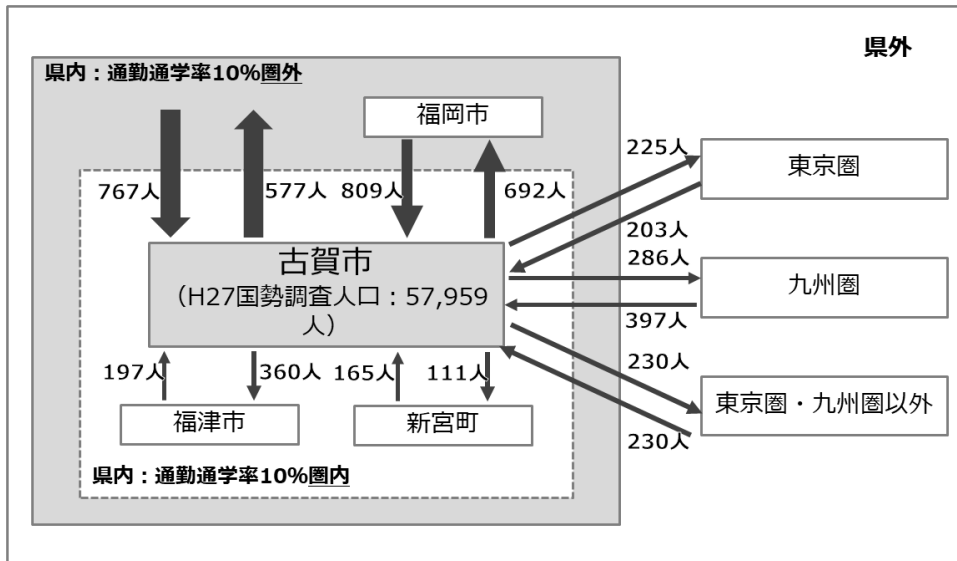 県外
県内：通勤通学率10%圏外
福岡市
225人
東京圏
767人
577人
809人
692人
203人
古賀市
（H27国勢調査人口：57,959
人）
286人
九州圏
397人
197人
360人
165人
111人
230人
福津市
新宮町
東京圏・九州圏以外
230人
県内：通勤通学率10%圏内